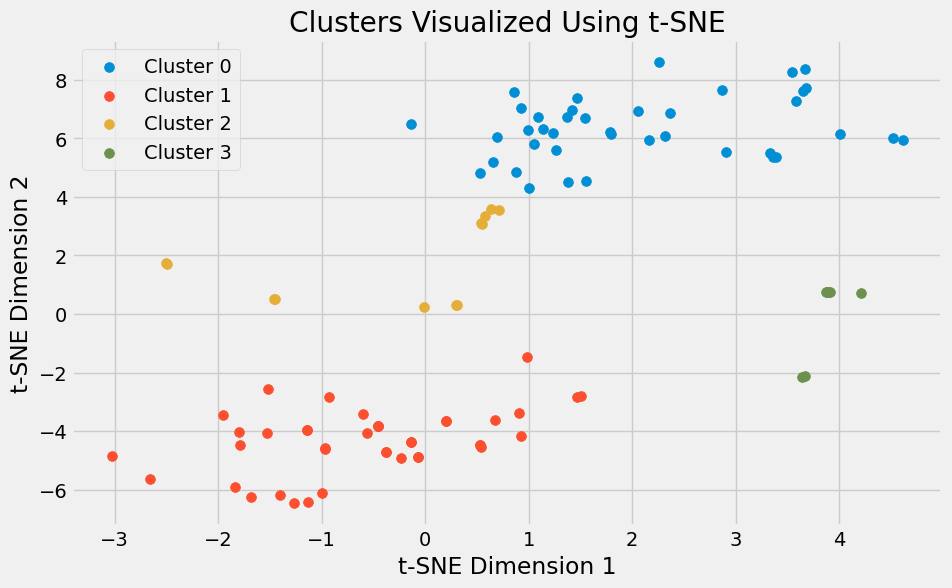 Clusters Visualized Using t-SNE
Cluster 0
Cluster 1
Cluster 2
Cluster 3
t-SNE Dimension 2
8
6
4
2
0
−2
−4
−6
−3
−2
−1
0
1
2
3
4
t-SNE Dimension 1